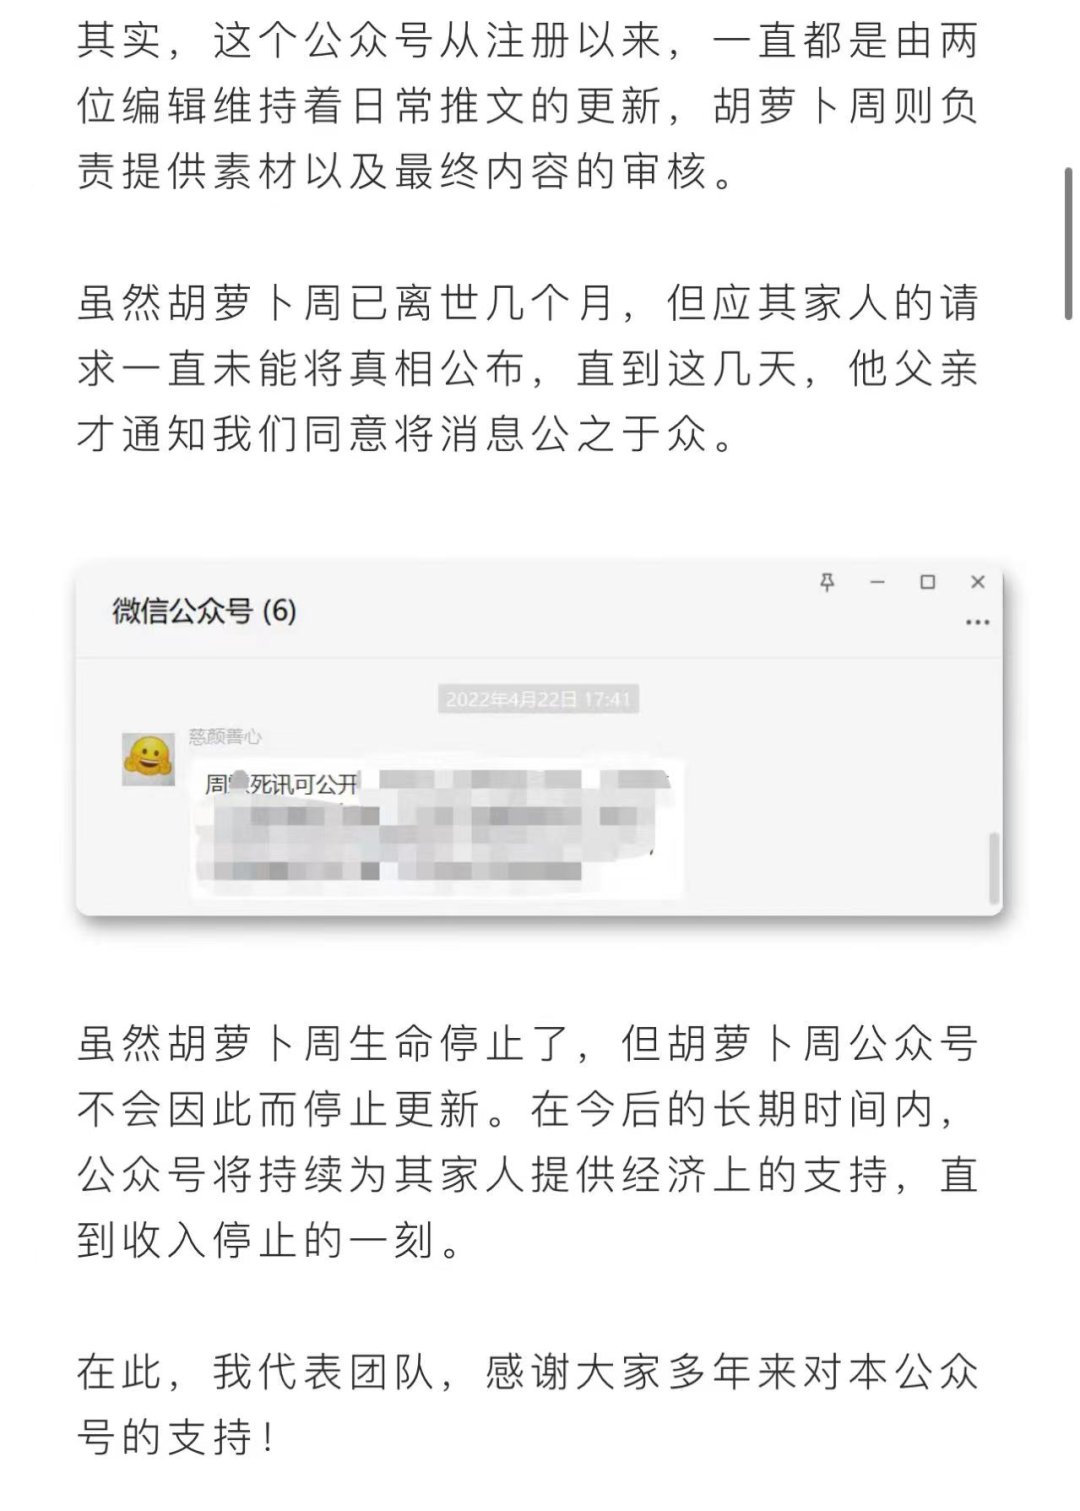 其实，这个公众号从注册以来，一直都是由两
位编辑维持着日常推文的更新，胡萝卜周则负
责提供素材以及最终内容的审核。
虽然胡萝卜周已离世几个月，但应其家人的请
求一直未能将真相公布，直到这几天，他父亲
才通知我们同意将消息公之于众。
微信公众号 (6)
2022年4月22日 17:41
慈颜善心
周 死讯可公开
虽然胡萝卜周生命停止了，但胡萝卜周公众号
不会因此而停止更新。在今后的长期时间内，
公众号将持续为其家人提供经济上的支持，直
到收入停止的一刻。
在此，我代表团队，感谢大家多年来对本公众
号的支持！